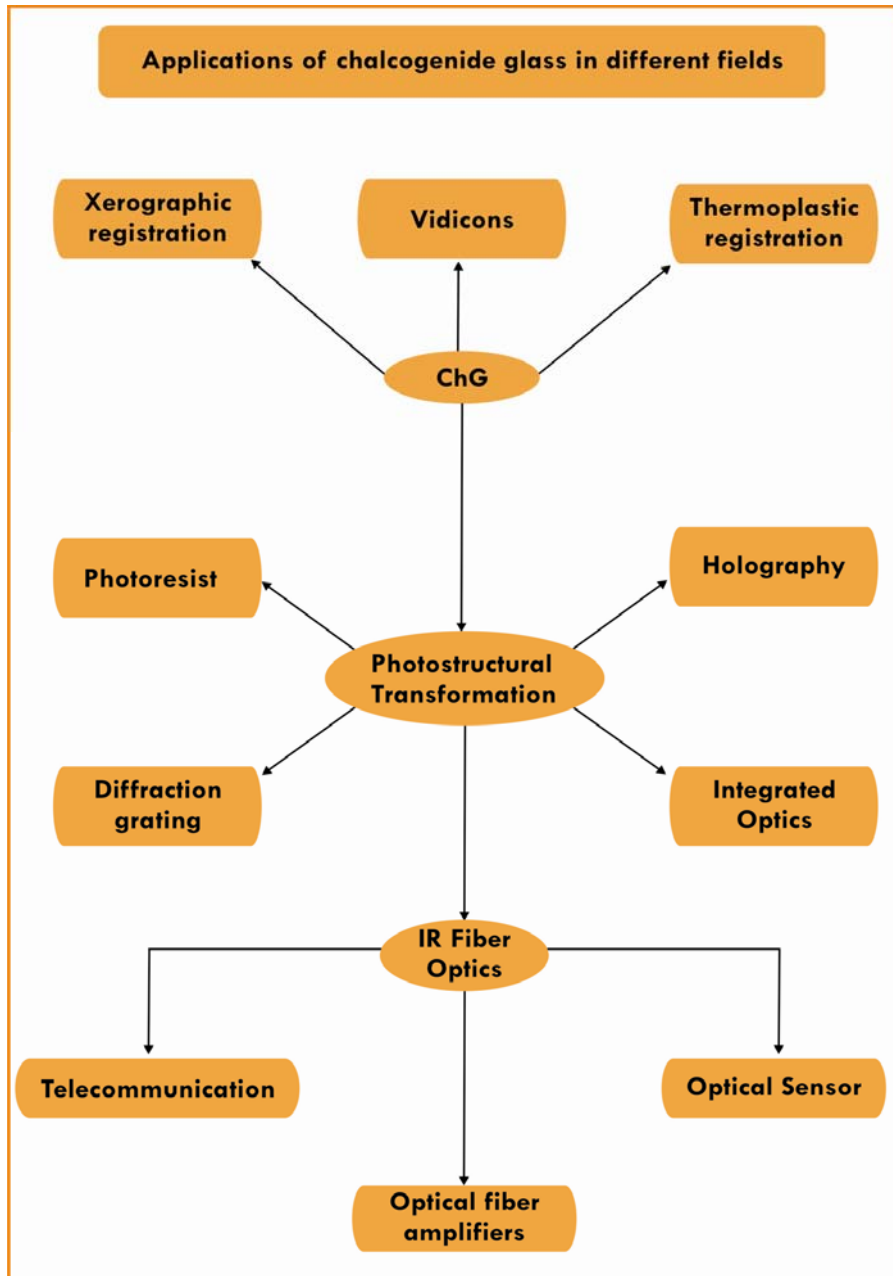 Applications of chalcogenide glass in different fields
Xerographic
registration
Vidicons
Thermoplastic
registration
ChG
Photoresist
Holography
Photostructural
Transformation
Diffraction
grating
Integrated
Optics
IR Fiber
Optics
Telecommunication
Optical Sensor
Optical fiber
amplifiers